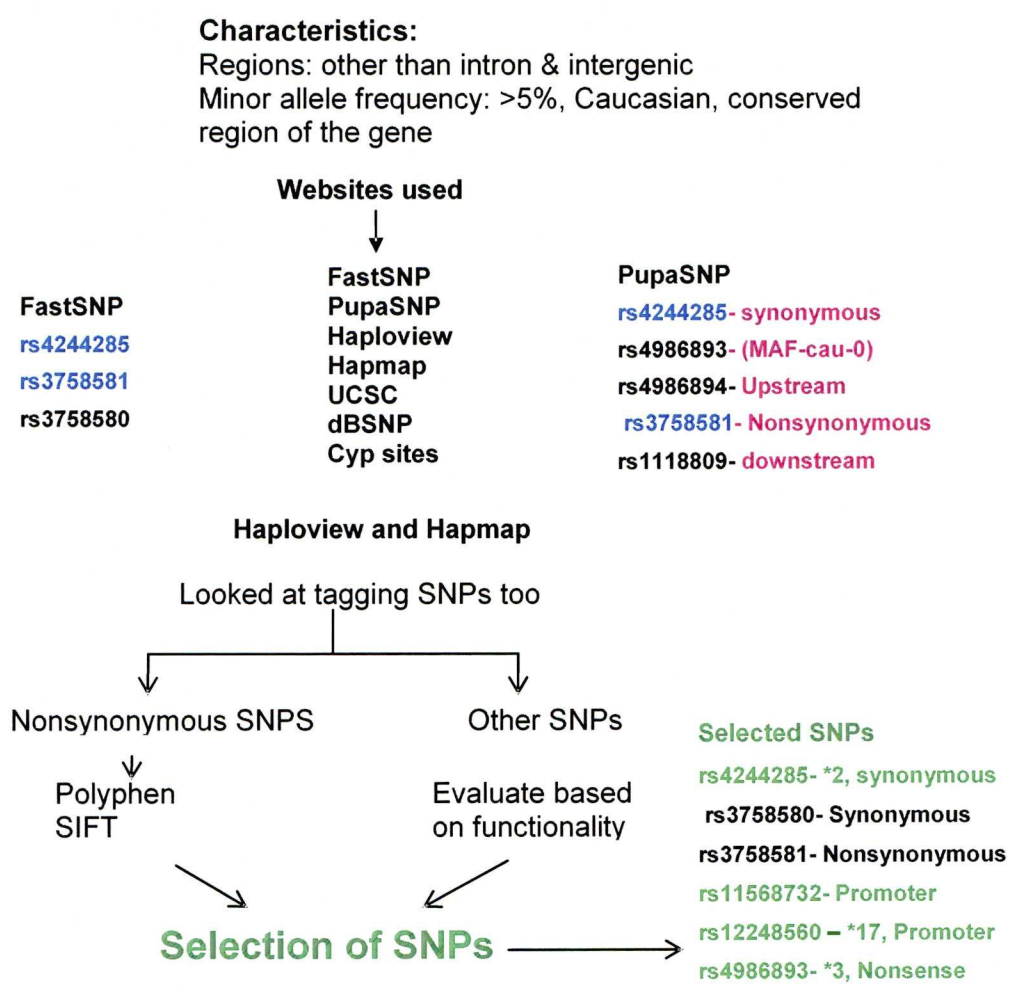 Characteristics:
Regions: other than intron & intergenic
Minor allele frequency: >5%, Caucasian, conserved
region of the gene
Websites used
FastSNP
rs4244285
rs3758581
rs3758580
FastSNP
PupaSNP
Haploview
Hapmap
UCSC
dBSNP
Cyp sites
PupaSNP
rs4244285- synonymous
rs4986893- (MAF-cau-0)
rs4986894- Upstream
rs3758581- Nonsynonymous
rs1118809- downstream
Haploview and Hapmap
Looked at tagging SNPs too
Nonsynonymous SNPS
Polyphen
SIFT
Other SNPs
Evaluate based
on functionality
Selection of SNPs
Selected SNPs
rs4244285- *2, synonymous
rs3758580- Synonymous
rs3758581- Nonsynonymous
rs11568732- Promoter
rs12248560 – *17, Promoter
rs4986893- *3, Nonsense